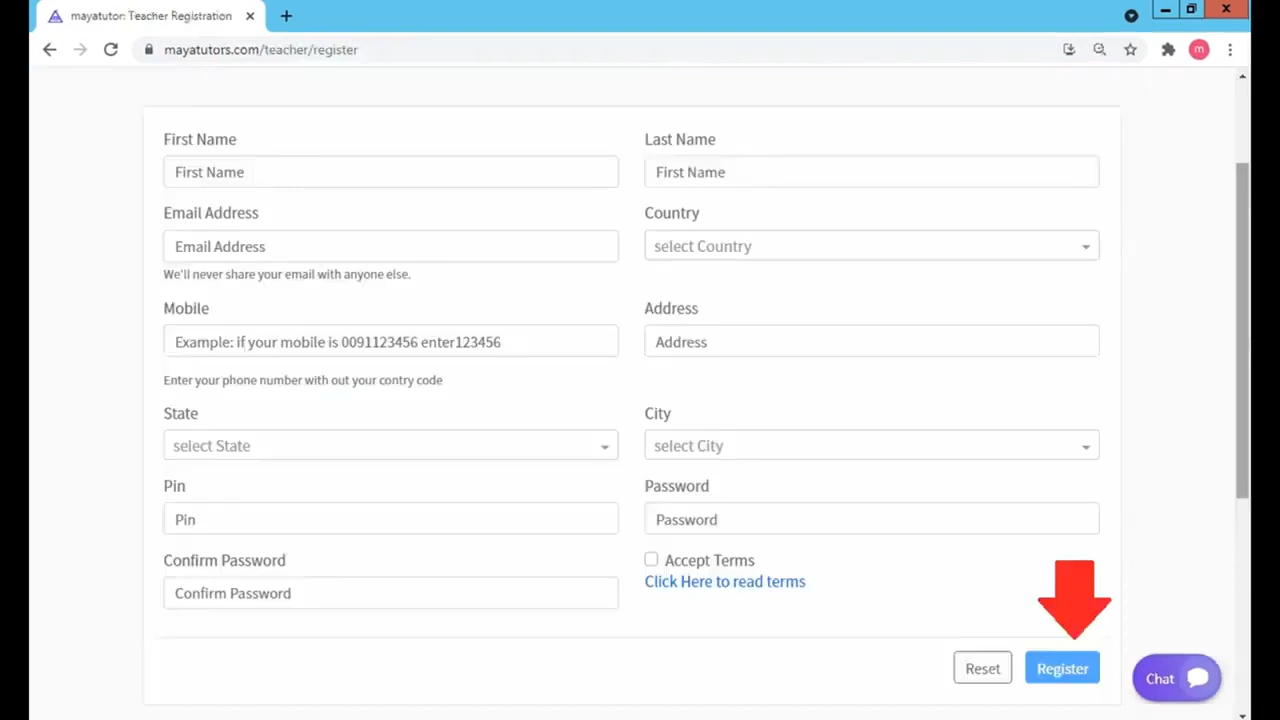 mayatutor: Teacher Registration
mayatutors.com/teacher/register
m
First Name
Last Name
First Name
First Name
Email Address
Country
Email Address
select Country
We'll never share your email with anyone else.
Mobile
Address
Example: if your mobile is 0091123456 enter123456
Address
Enter your phone number with out your contry code
State
City
select State
select City
Pin
Password
Pin
Password
Confirm Password
Accept Terms
Click Here to read terms
Confirm Password
Reset
Register
Chat